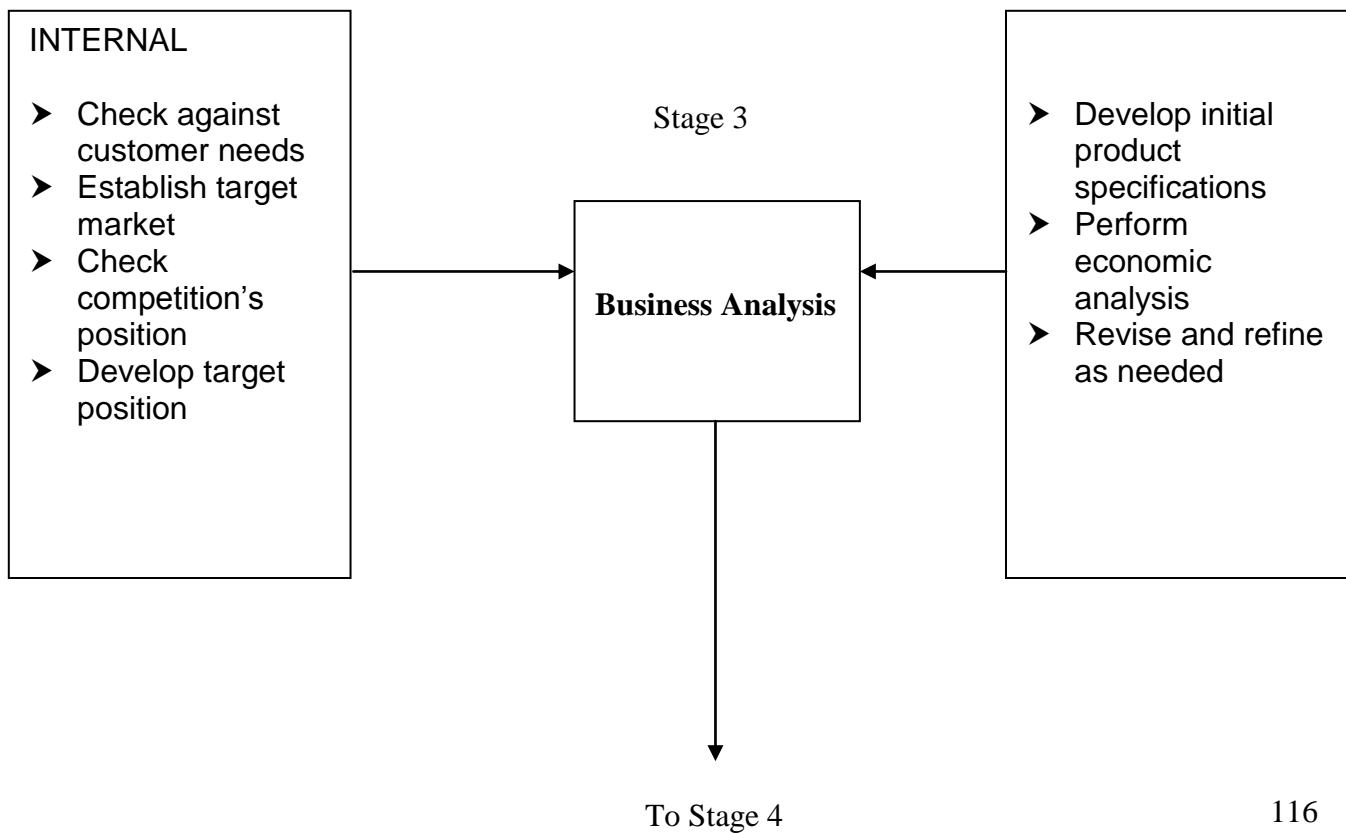 INTERNAL
➤ Check against
customer needs
➤ Establish target
market
➤ Check
competition’s
position
➤ Develop target
position
Stage 3
Business Analysis
➤ Develop initial
product
specifications
➤ Perform
economic
analysis
➤ Revise and refine
as needed
To Stage 4
116